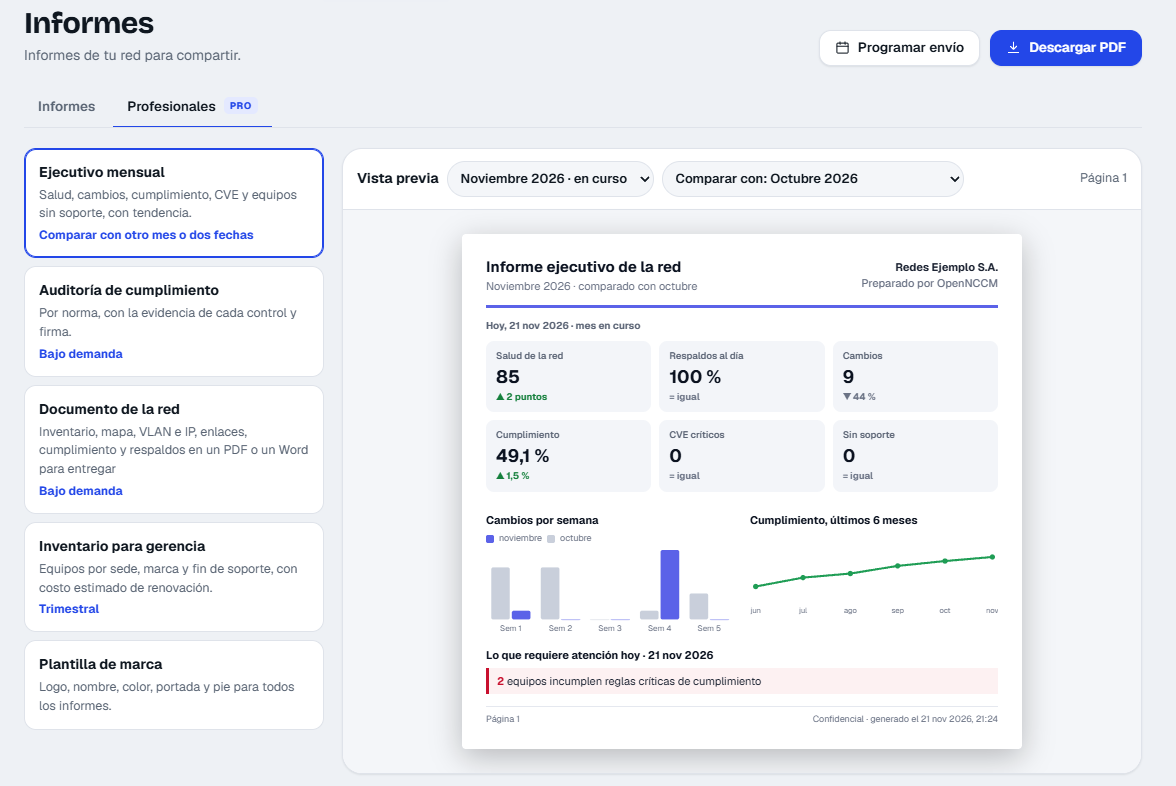 Informes
Informes de tu red para compartir.
Programar envío
Descargar PDF
Informes
Profesionales PRO
Ejecutivo mensual
Salud, cambios, cumplimiento, CVE y equipos
sin soporte, con tendencia.
Comparar con otro mes o dos fechas
Auditoría de cumplimiento
Por norma, con la evidencia de cada control y
firma.
Bajo demanda
Documento de la red
Inventario, mapa, VLAN e IP, enlaces,
cumplimiento y respaldos en un PDF o un Word
para entregar
Bajo demanda
Inventario para gerencia
Equipos por sede, marca y fin de soporte, con
costo estimado de renovación.
Trimestral
Plantilla de marca
Logo, nombre, color, portada y pie para todos
los informes.
Vista previa
Noviembre 2026 · en curso
Comparar con: Octubre 2026
Página 1
Informe ejecutivo de la red
Noviembre 2026 · comparado con octubre
Redes Ejemplo S.A.
Preparado por OpenNCCM
Hoy, 21 nov 2026 · mes en curso
Salud de la red
85
▲ 2 puntos
Respaldos al día
100 %
= igual
Cambios
9
▼ 44 %
Cumplimiento
49,1 %
▲ 1,5 %
CVE críticos
0
= igual
Sin soporte
0
= igual
Cambios por semana
noviembre octubre
Sem 1 Sem 2 Sem 3 Sem 4 Sem 5
Cumplimiento, últimos 6 meses
jun jul ago sep oct nov
Lo que requiere atención hoy · 21 nov 2026
2 equipos incumplen reglas críticas de cumplimiento
Página 1
Confidencial · generado el 21 nov 2026, 21:24